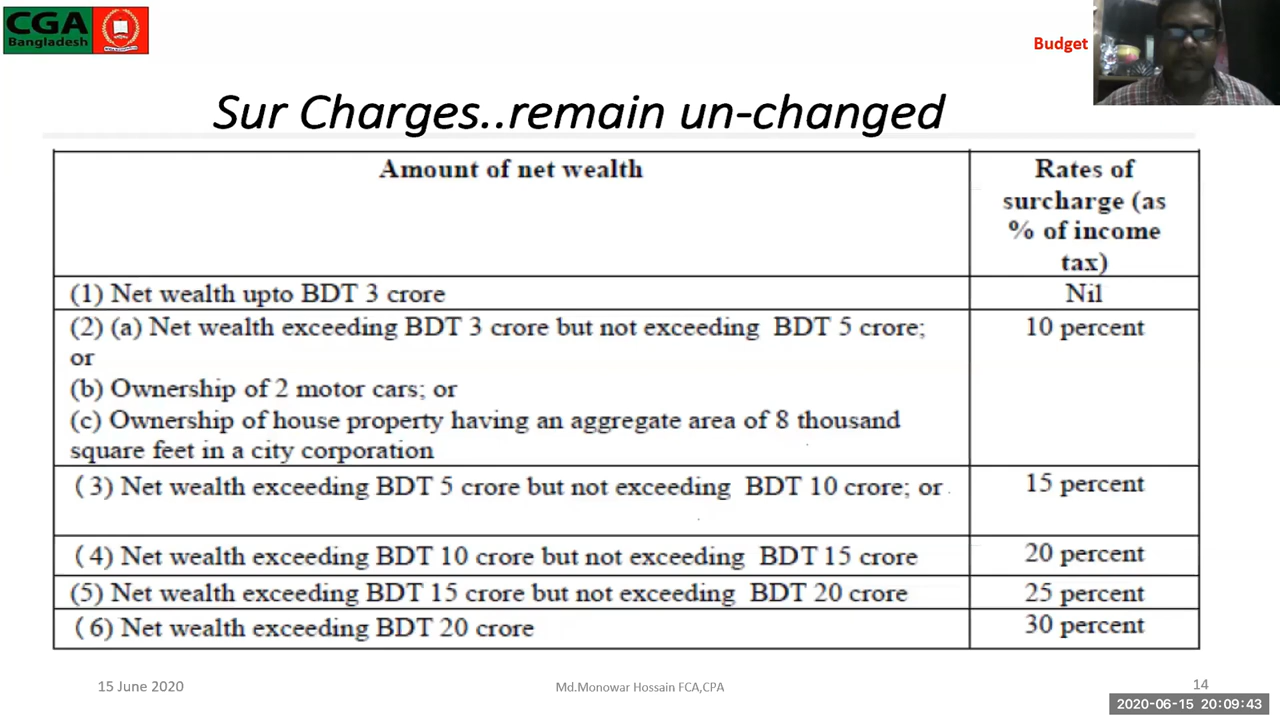 CGA
Bangladesh
Budget
Sur Charges..remain un-changed
Amount of net wealth
Rates of
surcharge (as
% of income
tax)
(1) Net wealth upto BDT 3 crore
Nil
(2) (a) Net wealth exceeding BDT 3 crore but not exceeding BDT 5 crore;
or
(b) Ownership of 2 motor cars; or
(c) Ownership of house property having an aggregate area of 8 thousand
square feet in a city corporation
10 percent
(3) Net wealth exceeding BDT 5 crore but not exceeding BDT 10 crore; or
15 percent
(4) Net wealth exceeding BDT 10 crore but not exceeding BDT 15 crore
20 percent
(5) Net wealth exceeding BDT 15 crore but not exceeding BDT 20 crore
25 percent
(6) Net wealth exceeding BDT 20 crore
30 percent
15 June 2020
Md.Monowar Hossain FCA,CPA
14
2020-06-15 20:09:43